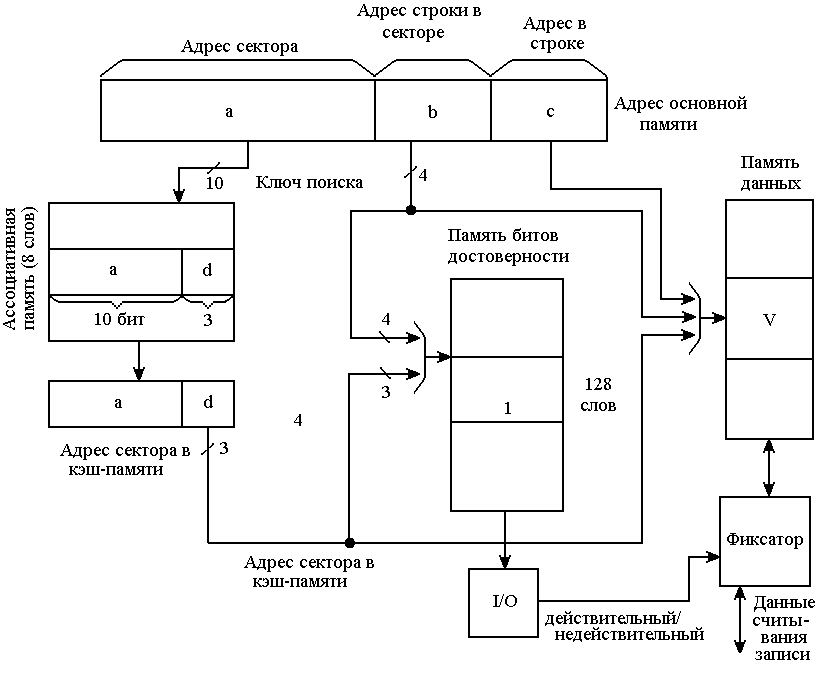 Адрес сектора
Адрес строки в
секторе
Адрес в
строке
a
b
c
Адрес основной
памяти
10
Ключ поиска
4
Память
данных
Ассоциативная
память (8 слов)
a
d
10 бит
3
Память битов
достоверности
4
3
1
128
слов
V
a
d
4
Адрес сектора в
кэш-памяти
3
Адрес сектора в
кэш-памяти
I/O
действительный/
недействительный
Фиксатор
Данные
считы-
вания
записи